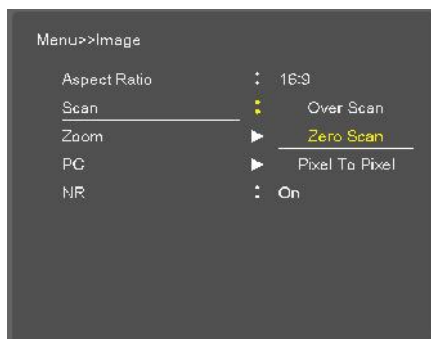 Menu>>Image
Aspect Ratio : 16:9
Scan : Over Scan
Zoom ▶ Zero Scan
PC ▶ Pixel To Pixel
NR : On